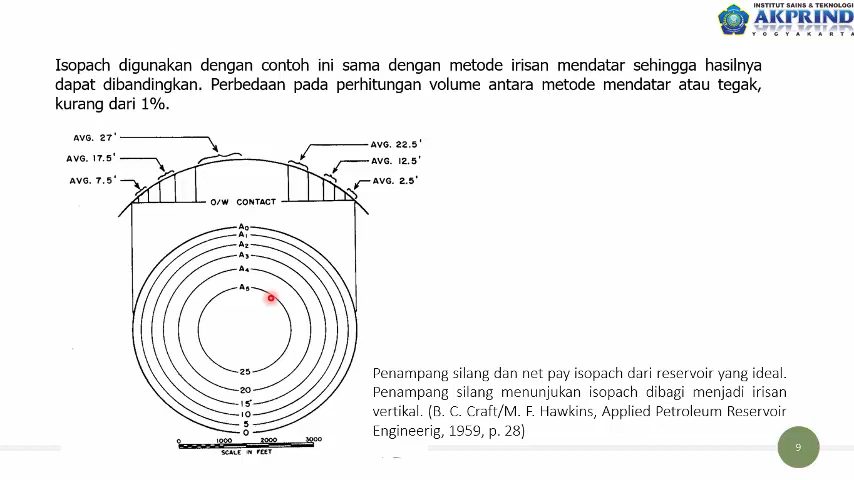 INSTITUT SAINS & TEKNOLOGI
AKPRIND
YOGYAKARTA
Isopach digunakan dengan contoh ini sama dengan metode irisan mendatar sehingga hasilnya
dapat dibandingkan. Perbedaan pada perhitungan volume antara metode mendatar atau tegak,
kurang dari 1%.
AVG. 27'
AVG. 17.5'
AVG. 7.5'
AVG. 22.5'
AVG. 12.5'
AVG. 2.5'
O/W CONTACT
A0
A1
A2
A3
A4
A5
25
20
15'
10
5
0
0 1000 2000 3000
SCALE IN FEET
Penampang silang dan net pay isopach dari reservoir yang ideal.
Penampang silang menunjukan isopach dibagi menjadi irisan
vertikal. (B. C. Craft/M. F. Hawkins, Applied Petroleum Reservoir
Engineerig, 1959, p. 28)
9